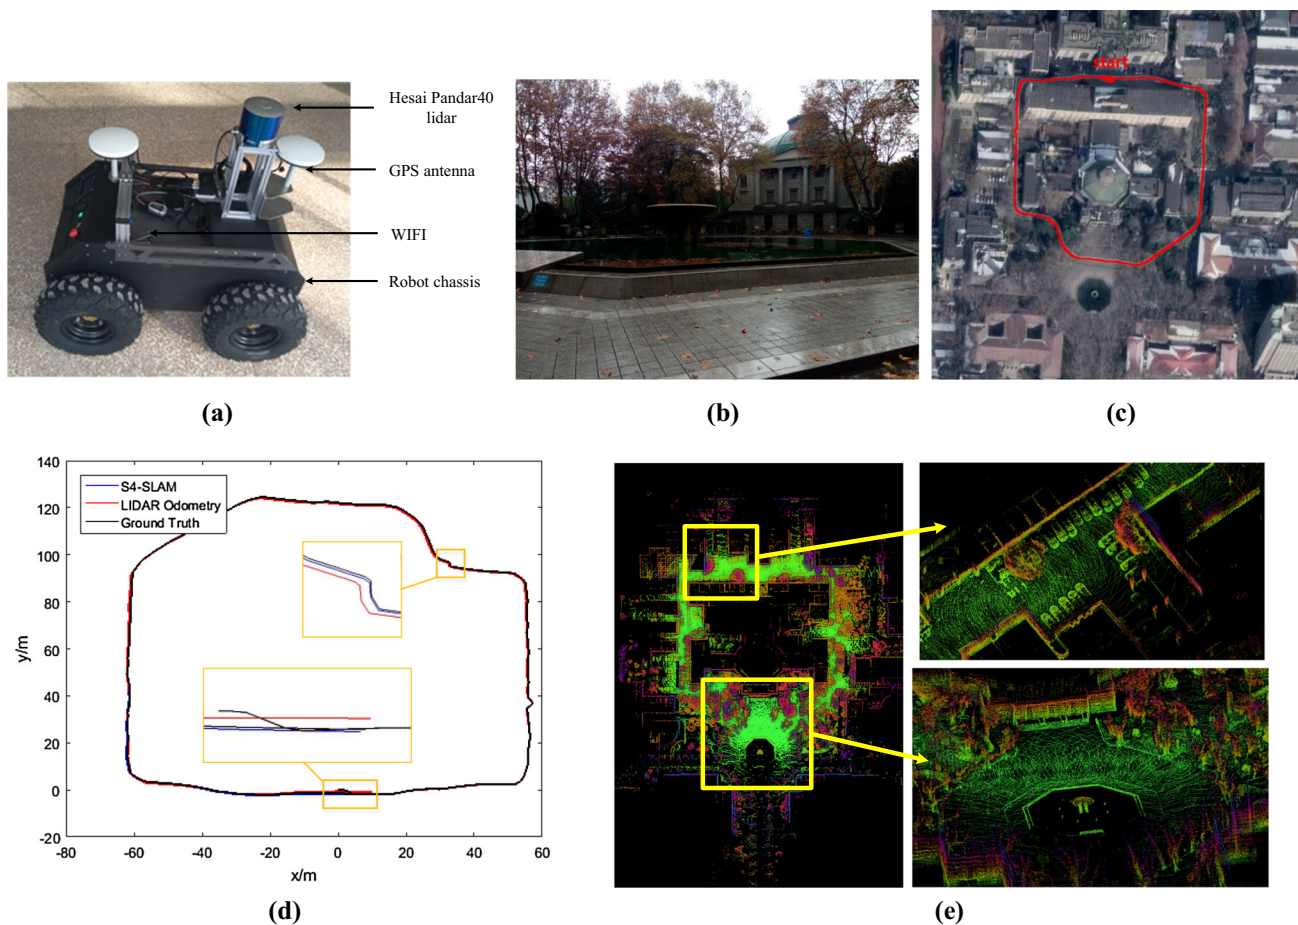 Hesai Pandar40
lidar
GPS antenna
WIFI
Robot chassis
start
(a)
(b)
(c)
140
120
100
80
60
40
20
0
-20
y/m
S4-SLAM
LIDAR Odometry
Ground Truth
-80
-60
-40
-20
0
20
40
60
x/m
(d)
(e)